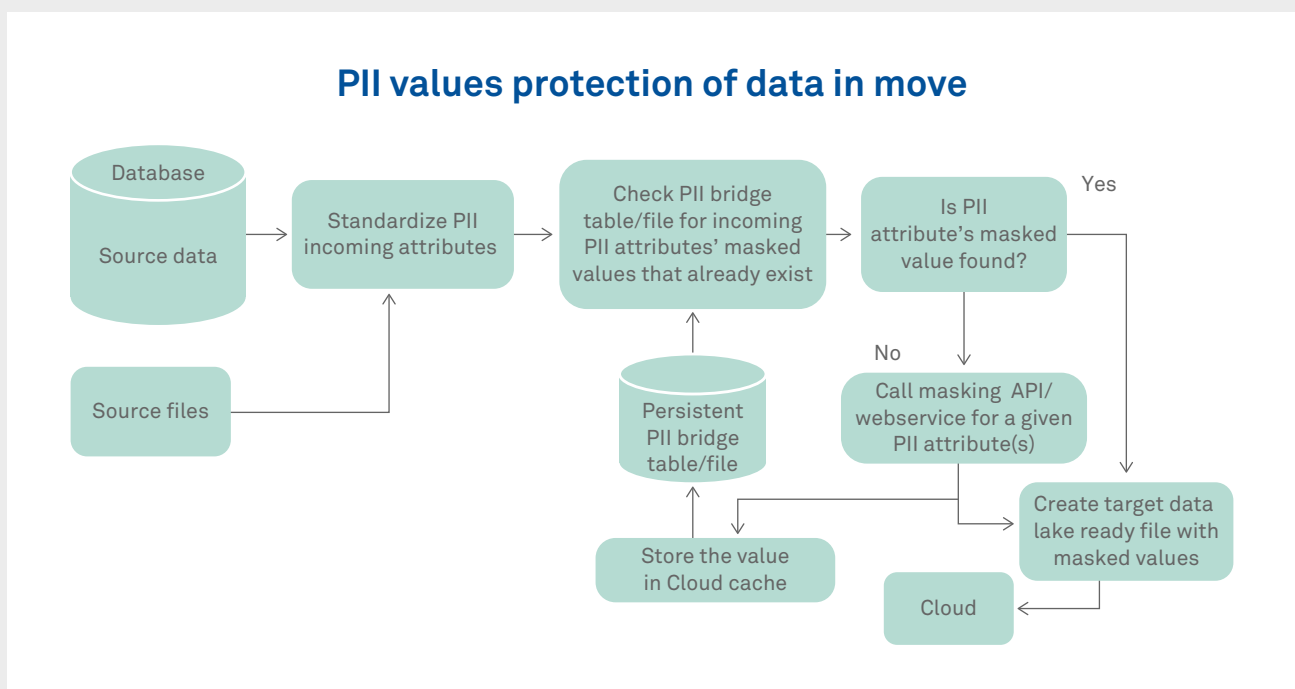 PII values protection of data in move
Database
Source data
Standardize PII
incoming attributes
Check PII bridge
table/file for incoming
PII attributes’ masked
values that already exist
Is PII
attribute’s masked
value found?
Yes
Source files
Persistent
PII bridge
table/file
No
Call masking API/
webservice for a given
PII attribute(s)
Store the value
in Cloud cache
Create target data
lake ready file with
masked values
Cloud